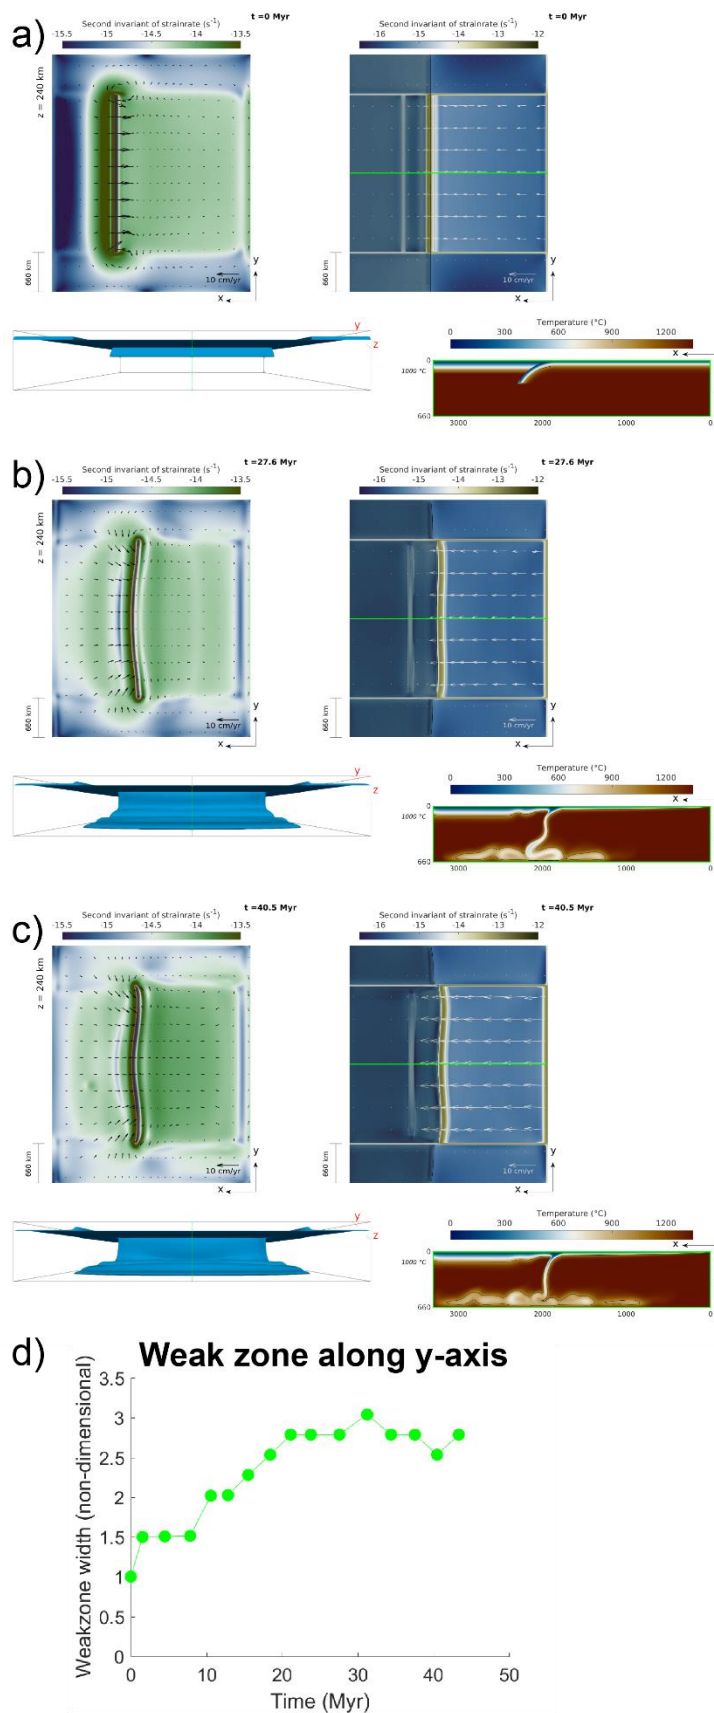 a)
t =0 Myr
Second invariant of strainrate (s-1)
-15.5 -15 -14.5 -14 -13.5
z = 240 km
660 km
10 cm/yr
x
y
t =0 Myr
Second invariant of strainrate (s-1)
-16 -15 -14 -13 -12
660 km
10 cm/yr
x
y
y
z
Temperature (°C)
0 400 600 900 1200
x
0
1000 °C
660
3000 2000 1000 0
b)
t =27.6 Myr
Second invariant of strainrate (s-1)
-15.5 -15 -14.5 -14 -13.5
z = 240 km
660 km
10 cm/yr
x
y
t =27.6 Myr
Second invariant of strainrate (s-1)
-16 -15 -14 -13 -12
660 km
10 cm/yr
x
y
y
z
Temperature (°C)
0 300 600 900 1200
x
0
1000 °C
660
3000 2000 1000 0
c)
t =40.5 Myr
Second invariant of strainrate (s-1)
-15.5 -15 -14.5 -14 -13.5
z = 240 km
660 km
10 cm/yr
x
y
t =40.5 Myr
Second invariant of strainrate (s-1)
-16 -15 -14 -13 -12
660 km
10 cm/yr
x
y
y
z
Temperature (°C)
0 300 600 900 1200
x
0
1000 °C
660
3000 2000 1000 0
d)
Weak zone along y-axis
Weakzone width (non-dimensional)
3.5
3
2.5
2
1.5
1
0.5
0
0 10 20 30 40 50
Time (Myr)